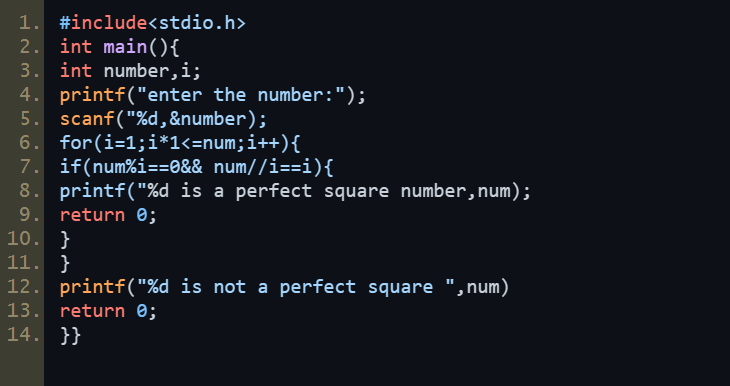 1. #include<stdio.h>
2. int main(){
3. int number,i;
4. printf("enter the number:");
5. scanf("%d,&number);
6. for(i=1;i*1<=num;i++){
7. if(num%i==0&& num//i==i){
8. printf("%d is a perfect square number,num);
9. return 0;
10. }
11. }
12. printf("%d is not a perfect square ",num)
13. return 0;
14. }}